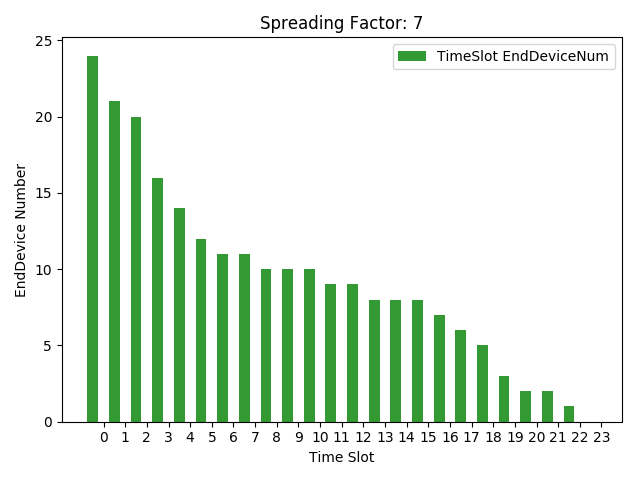 Spreading Factor: 7
TimeSlot EndDeviceNum
EndDevice Number
25
20
15
10
5
0
0 1 2 3 4 5 6 7 8 9 10 11 12 13 14 15 16 17 18 19 20 21 22 23
Time Slot